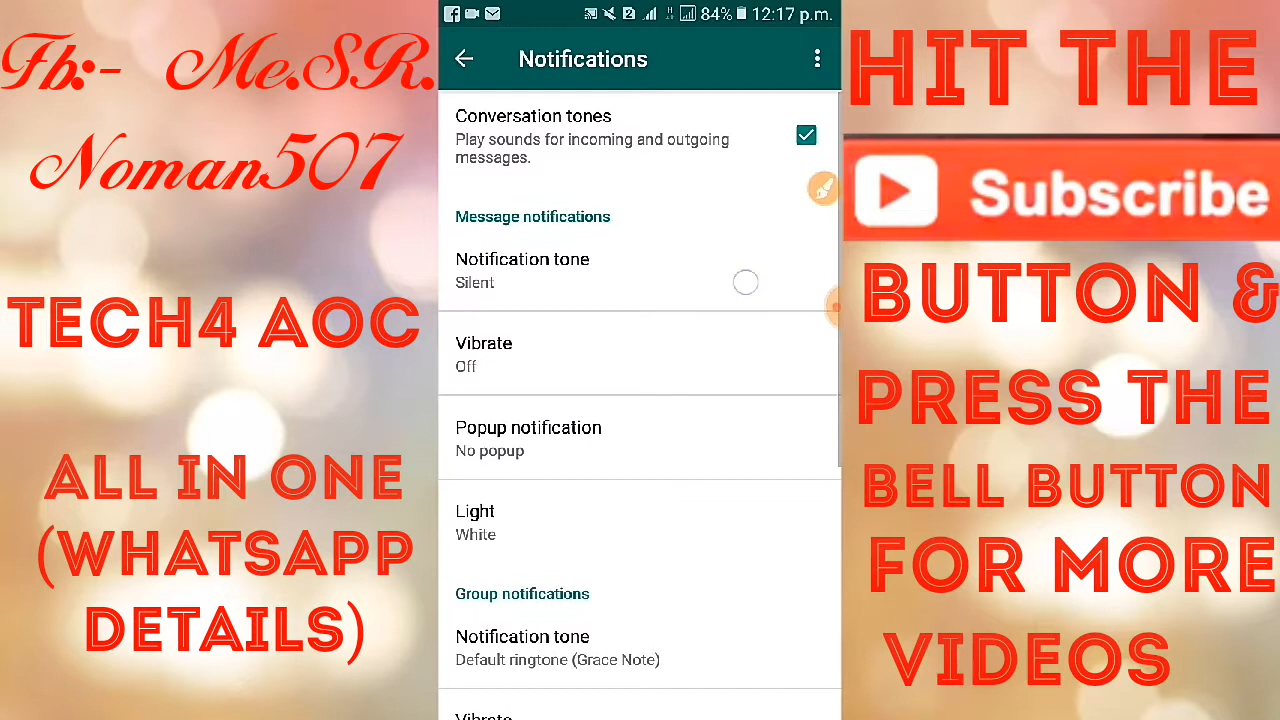 Fb:- Me.SR.
Noman507
TECH4 AOC
ALL IN ONE
(WHATSAPP
DETAILS)
2 84% 12:17 p.m.
Notifications
Conversation tones
Play sounds for incoming and outgoing
messages.
Message notifications
Notification tone
Silent
Vibrate
Off
Popup notification
No popup
Light
White
Group notifications
Notification tone
Default ringtone (Grace Note)
Vibrate
HIT THE
Subscribe
BUTTON &
PRESS THE
BELL BUTTON
FOR MORE
VIDEOS